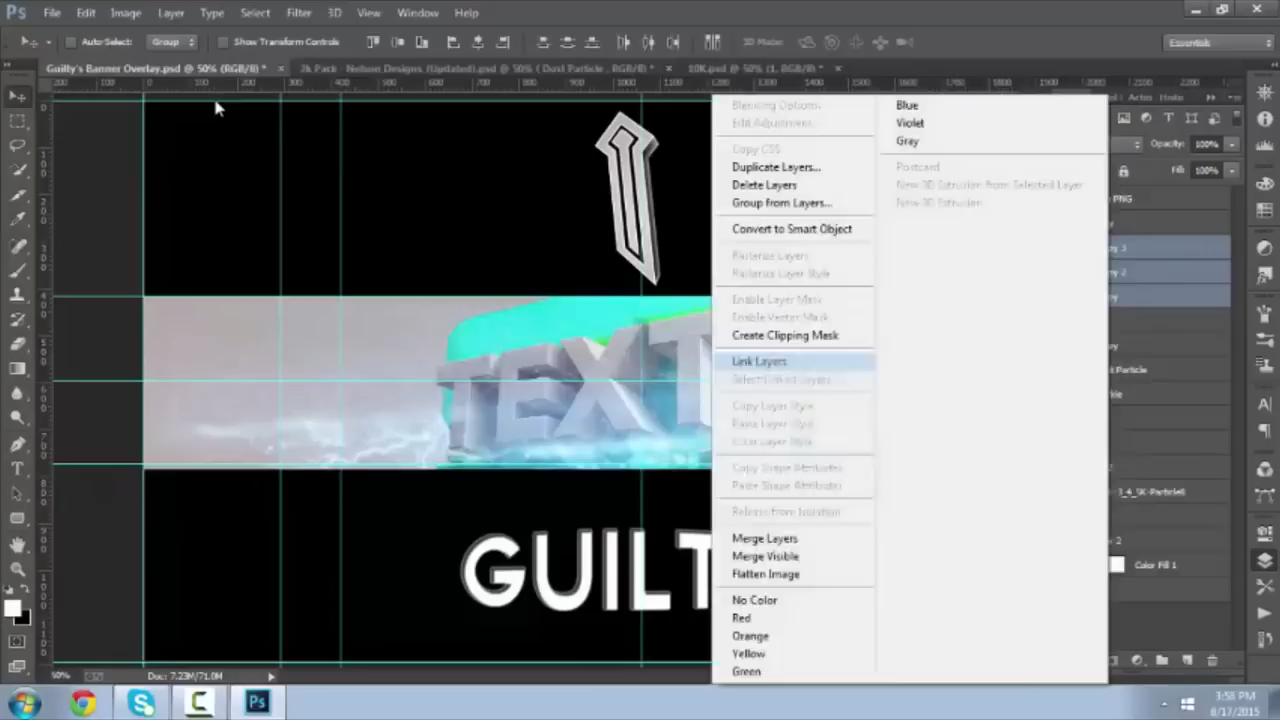 Ps File Edit Image Layer Type Select Filter 3D View Window Help
Auto-Select: Group Show Transform Controls 3D Mode: Essentials
Guilty's Banner Overlay.psd @ 50% (RGB/8) * 2k Pack - Nelson Designs (Updated).psd @ 50% ( Dust Particle , RGB/8) * 10K.psd @ 50% (1, RGB/8) *
Blending Options...
Edit Adjustment...
Copy CSS
Duplicate Layers...
Delete Layers
Group from Layers...
Convert to Smart Object
Rasterize Layers
Rasterize Layer Style
Enable Layer Mask
Enable Vector Mask
Create Clipping Mask
Link Layers
Select Linked Layers
Copy Layer Style
Paste Layer Style
Clear Layer Style
Copy Shape Attributes
Paste Shape Attributes
Release from Isolation
Merge Layers
Merge Visible
Flatten Image
No Color
Red
Orange
Yellow
Green
Blue
Violet
Gray
Postcard
New 3D Extrusion from Selected Layer
New 3D Extrusion
Opacity: 100%
Fill: 100%
PNG
Particle
Color Fill 1
TEXT
GUILT
50% Doc: 7.23M/71.0M
3:58 PM
8/17/2015